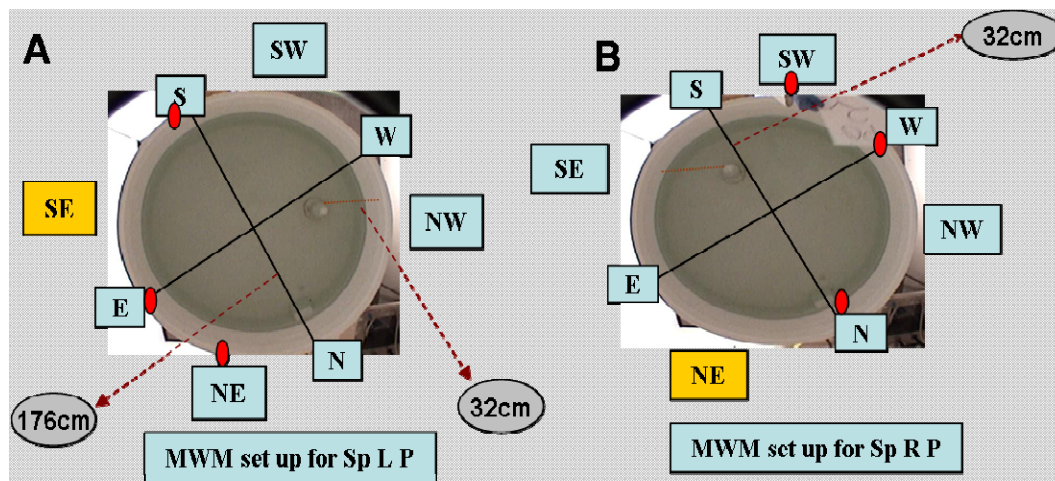 A
SW
S
W
SE
NW
E
N
NE
176cm
32cm
MWM set up for Sp L P
B
32cm
SW
S
W
SE
NW
E
N
NE
MWM set up for Sp R P